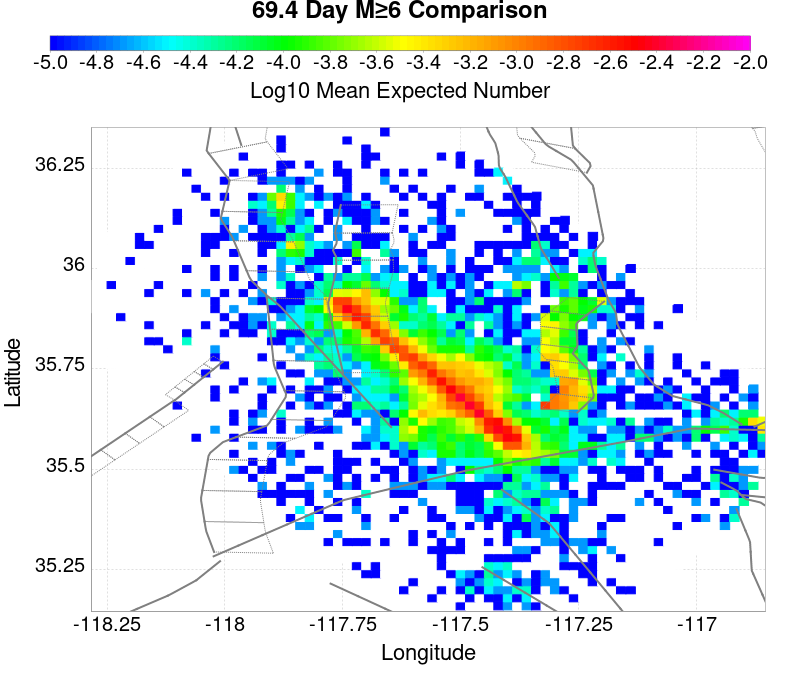 69.4 Day M≥6 Comparison
-5.0 -4.8 -4.6 -4.4 -4.2 -4.0 -3.8 -3.6 -3.4 -3.2 -3.0 -2.8 -2.6 -2.4 -2.2 -2.0
Log10 Mean Expected Number
36.25
36
35.75
35.5
35.25
Latitude
-118.25 -118 -117.75 -117.5 -117.25 -117
Longitude